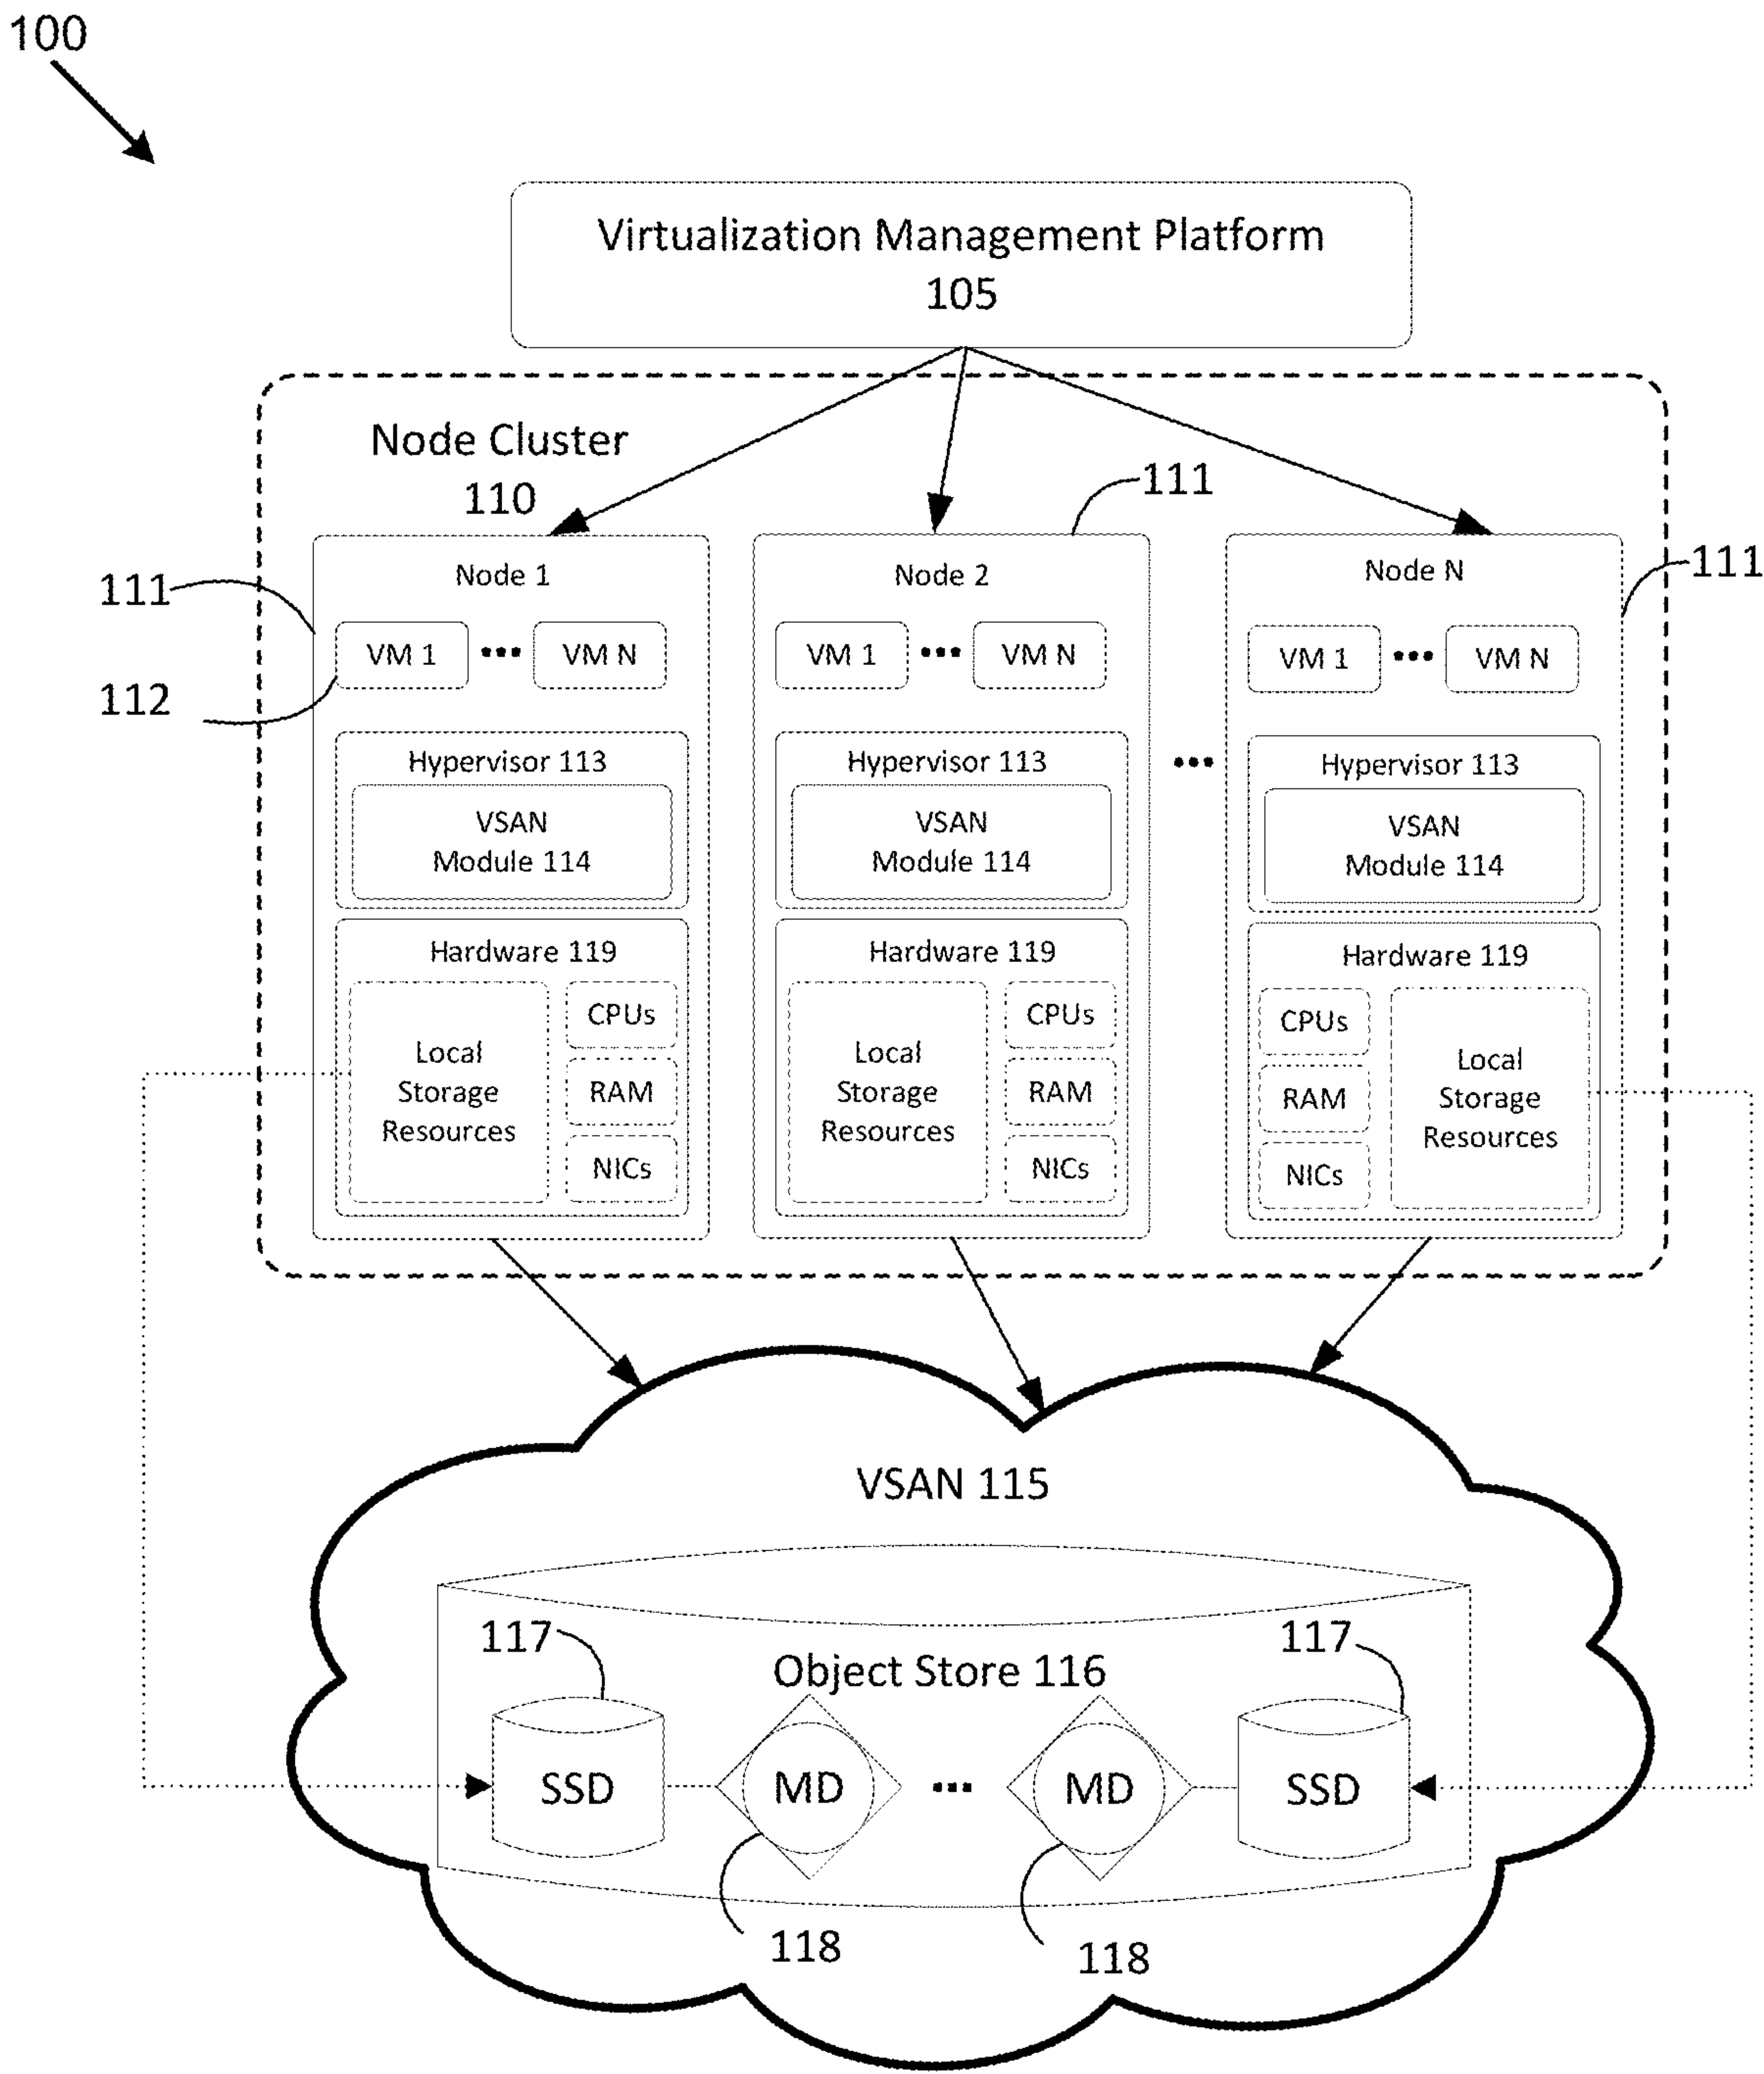 100
Virtualization Management Platform
105
Node Cluster
110
111
111
111
112
Node 1
VM 1 ••• VM N
Hypervisor 113
VSAN
Module 114
Hardware 119
Local
Storage
Resources
CPUs
RAM
NICs
Node 2
VM 1 ••• VM N
Hypervisor 113
VSAN
Module 114
Hardware 119
Local
Storage
Resources
CPUs
RAM
NICs
•••
Node N
VM 1 ••• VM N
Hypervisor 113
VSAN
Module 114
Hardware 119
CPUs
RAM
NICs
Local
Storage
Resources
VSAN 115
117
117
Object Store 116
SSD
MD
•••
MD
SSD
118
118